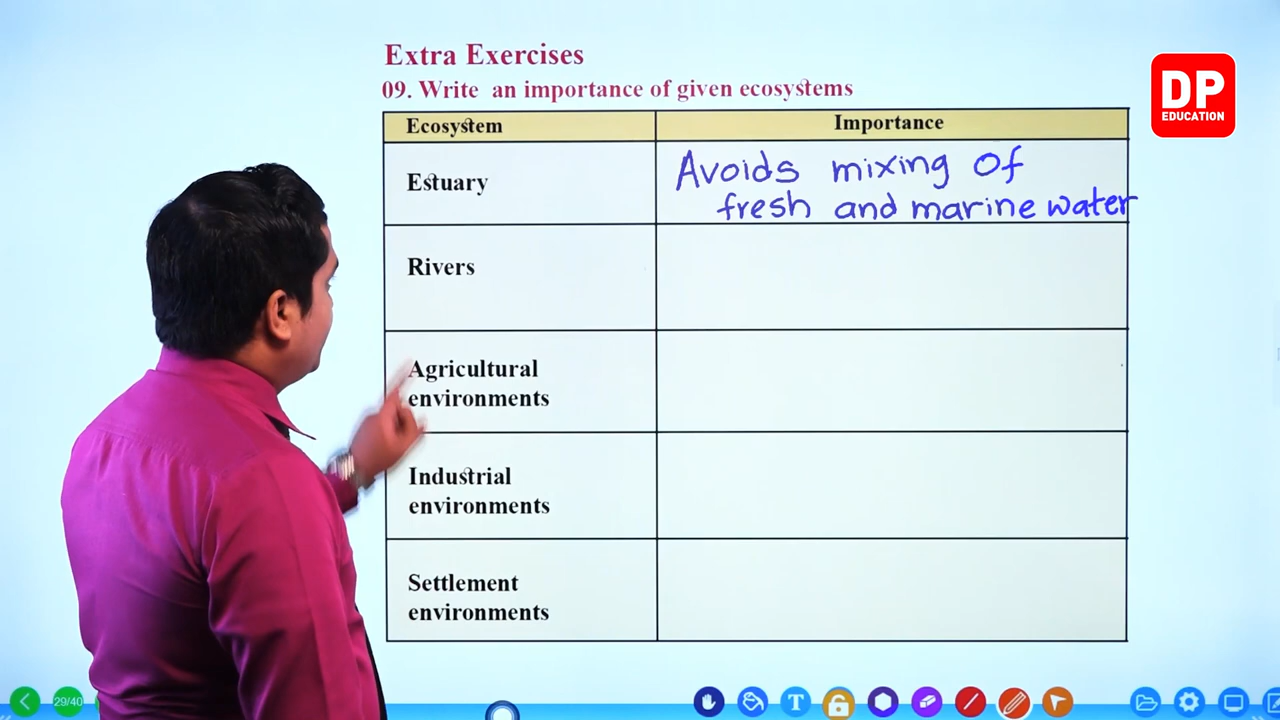 Extra Exercises
09. Write an importance of given ecosystems
DP
EDUCATION
Ecosystem Importance
Estuary
Avoids mixing of
fresh and marine water
Rivers
Agricultural
environments
Industrial
environments
Settlement
environments
29/40
T